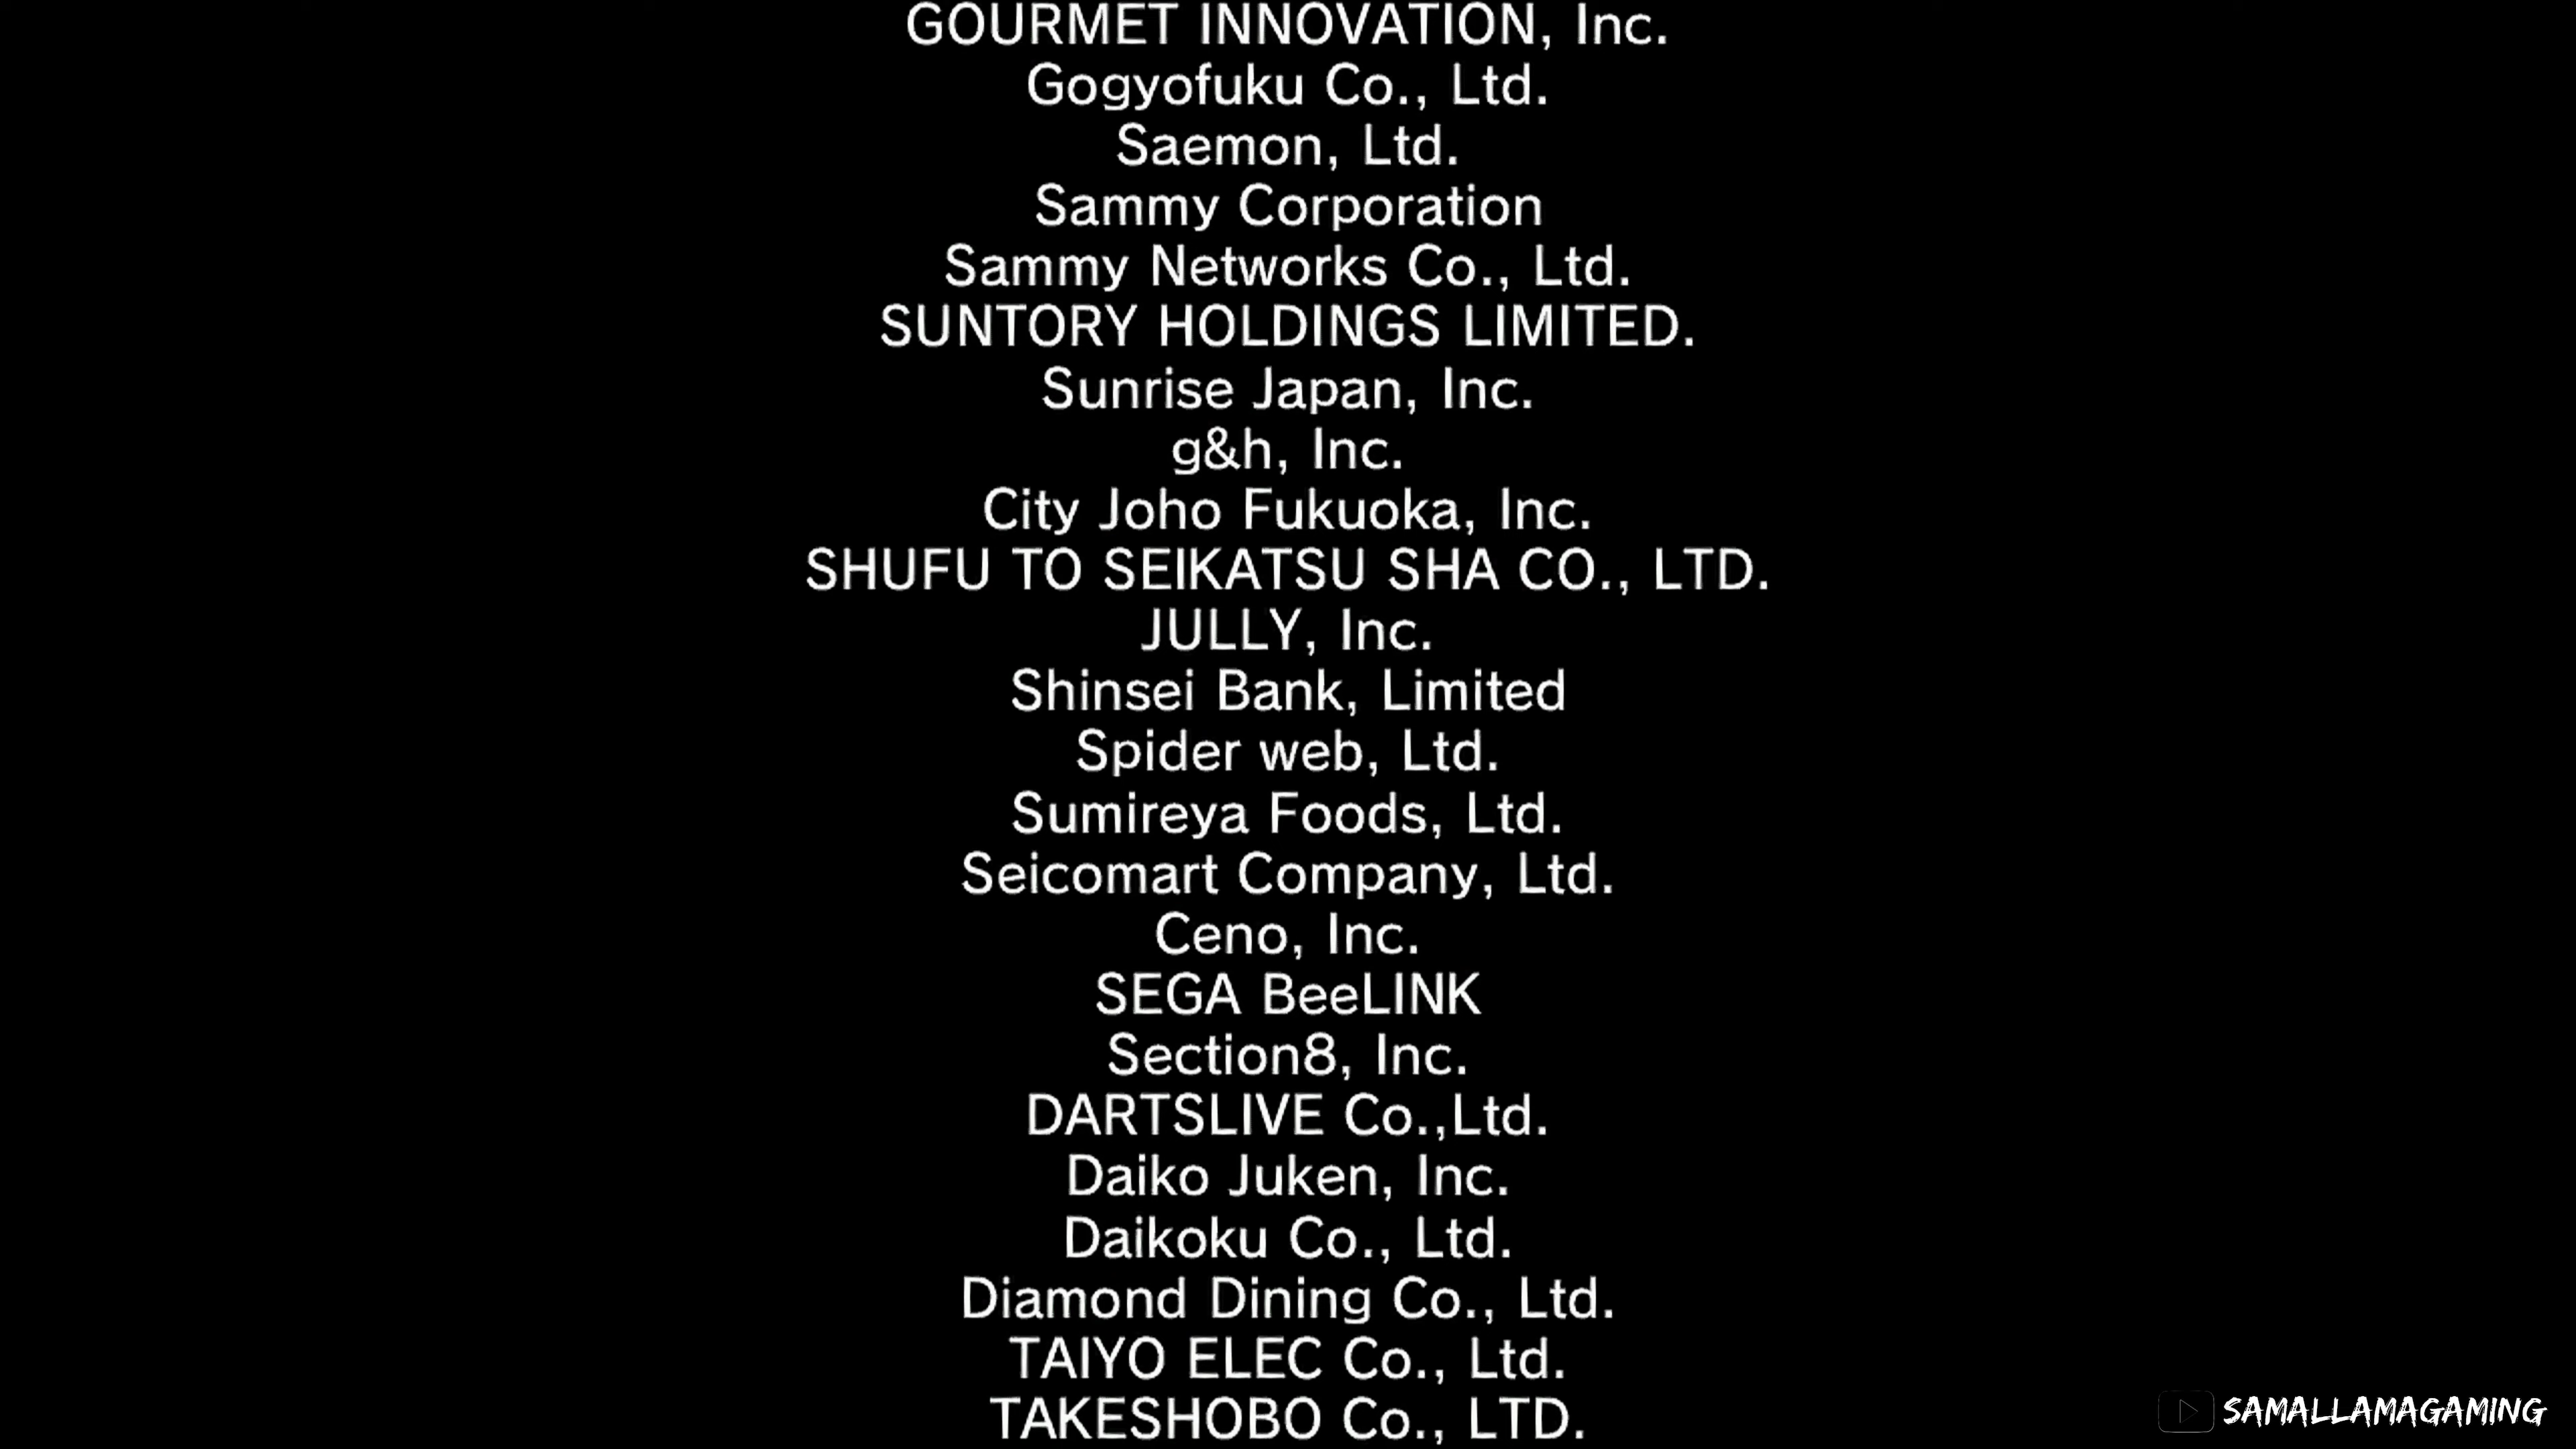 GOURMET INNOVATION, Inc.
Gogyofuku Co., Ltd.
Saemon, Ltd.
Sammy Corporation
Sammy Networks Co., Ltd.
SUNTORY HOLDINGS LIMITED.
Sunrise Japan, Inc.
g&h, Inc.
City Joho Fukuoka, Inc.
SHUFU TO SEIKATSU SHA CO., LTD.
JULLY, Inc.
Shinsei Bank, Limited
Spider web, Ltd.
Sumireya Foods, Ltd.
Seicomart Company, Ltd.
Ceno, Inc.
SEGA BeeLINK
Section8, Inc.
DARTSLIVE Co.,Ltd.
Daiko Juken, Inc.
Daikoku Co., Ltd.
Diamond Dining Co., Ltd.
TAIYO ELEC Co., Ltd.
TAKESHOBO Co., LTD.
SAMALLAMAGAMING